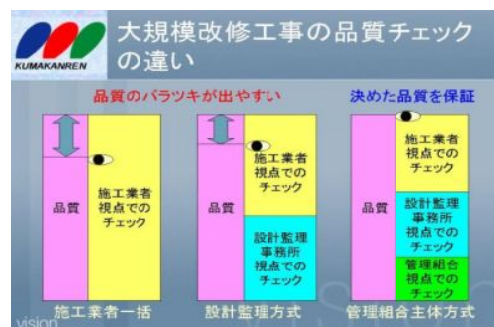 KUMAKANREN
大規模改修工事の品質チェック
の違い
品質のバラツキが出やすい
決めた品質を保証
品質
施工業者
視点での
チェック
施工業者一括
品質
施工業者
視点での
チェック
設計監理
事務所
視点での
チェック
設計監理方式
品質
施工業者
視点での
チェック
設計監理
事務所
視点での
チェック
管理組合
視点での
チェック
管理組合主体方式
vision